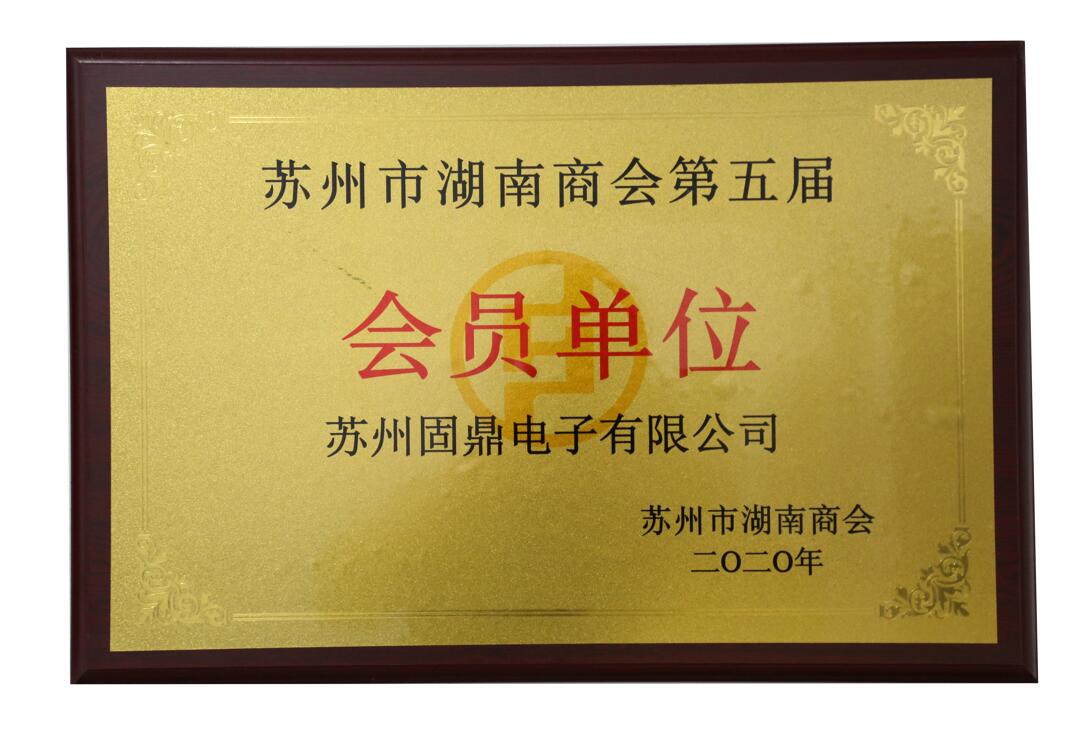 苏州市湖南商会第五届
会员单位
苏州固鼎电子有限公司
苏州市湖南商会
二〇二〇年